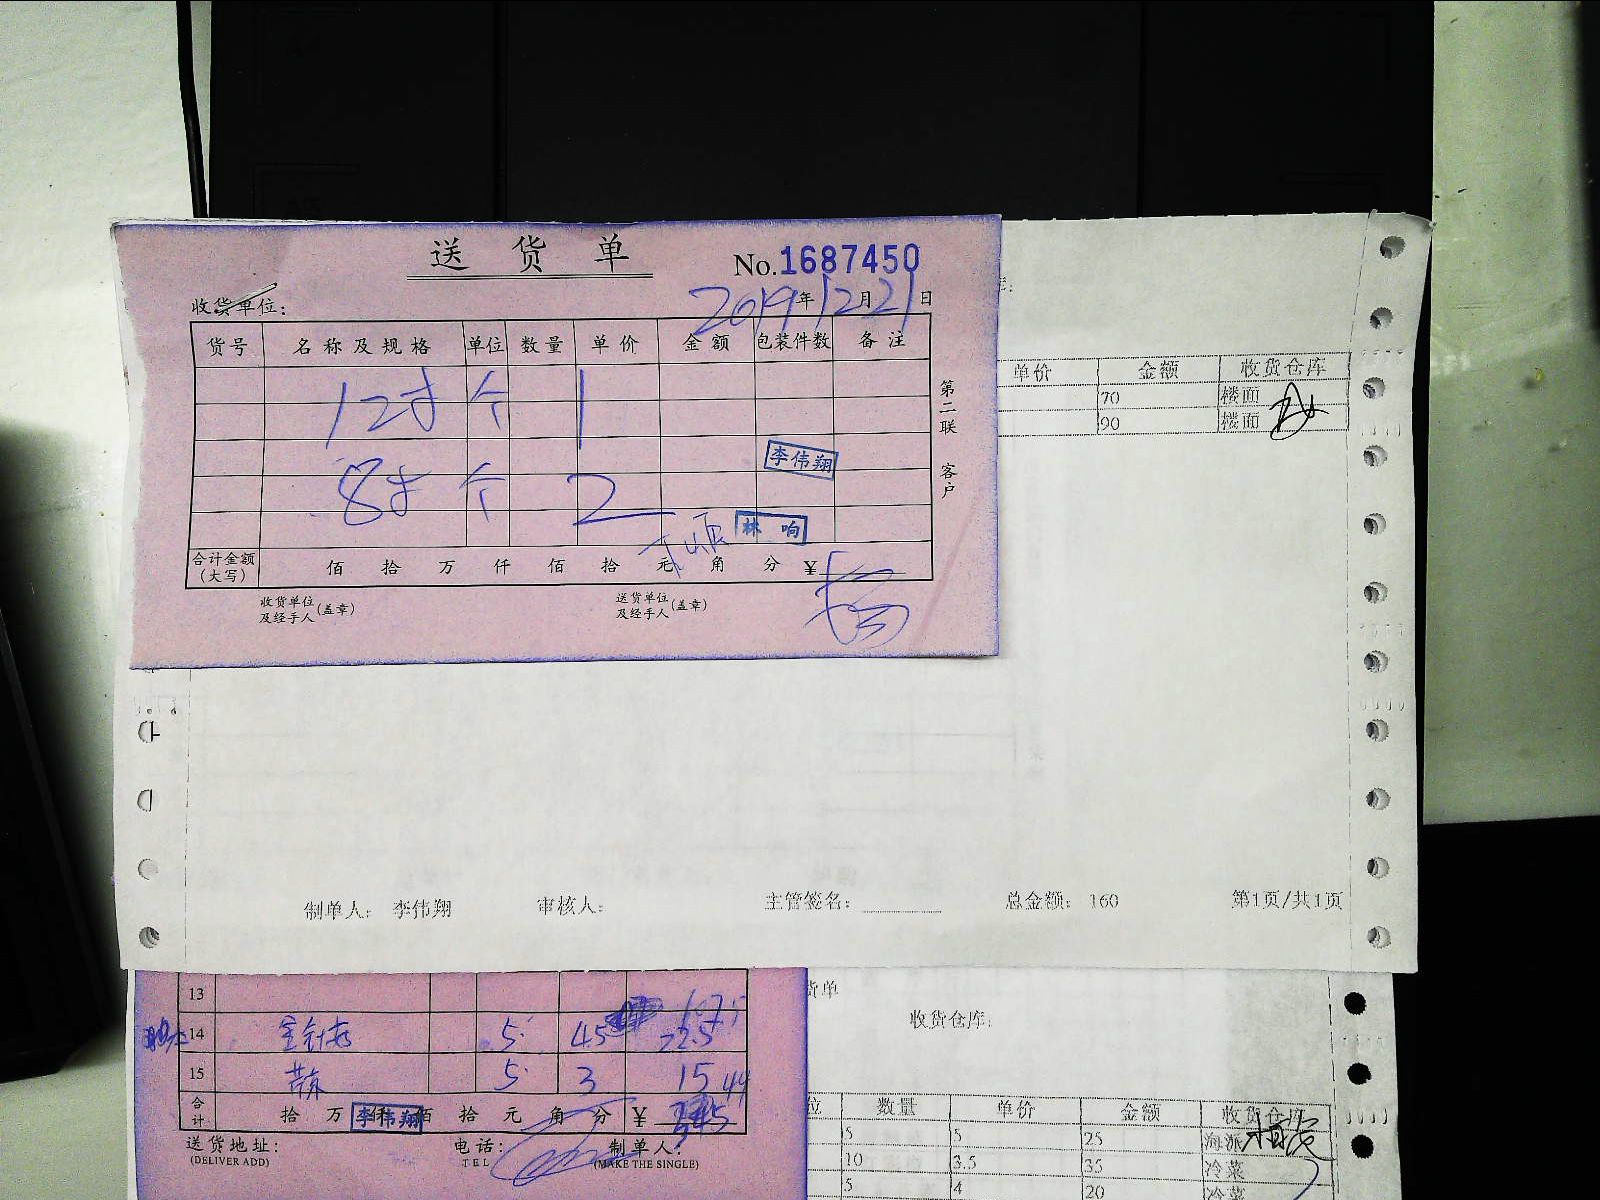 送 货 单
No.1687450
收货单位:
2019年12月21日
货号 名称及规格 单位 数量 单价 金额 包装件数 备注
12寸 个 1
8寸 个 2
李伟翔
林 响
合计金额(大写) 佰 拾 万 仟 佰 拾 元 角 分 ¥
收货单位及经手人(盖章) 送货单位及经手人(盖章)
第二联 客户
单价 金额 收货仓库
70 楼面
90 楼面
制单人: 李伟翔 审核人: 主管签名: 总金额: 160 第1页/共1页
13
14 5 45 22.5
15 5 3 15
合计 拾 万 仟 佰 拾 元 角 分 ¥
李伟翔
送货地址: 电话: 制单人:
(DELIVER ADD) TEL (MAKE THE SINGLE)
货单
收货仓库:
位 数量 单价 金额 收货仓库
5 5 25 海派
10 3.5 35 冷菜
5 4 20 冷菜